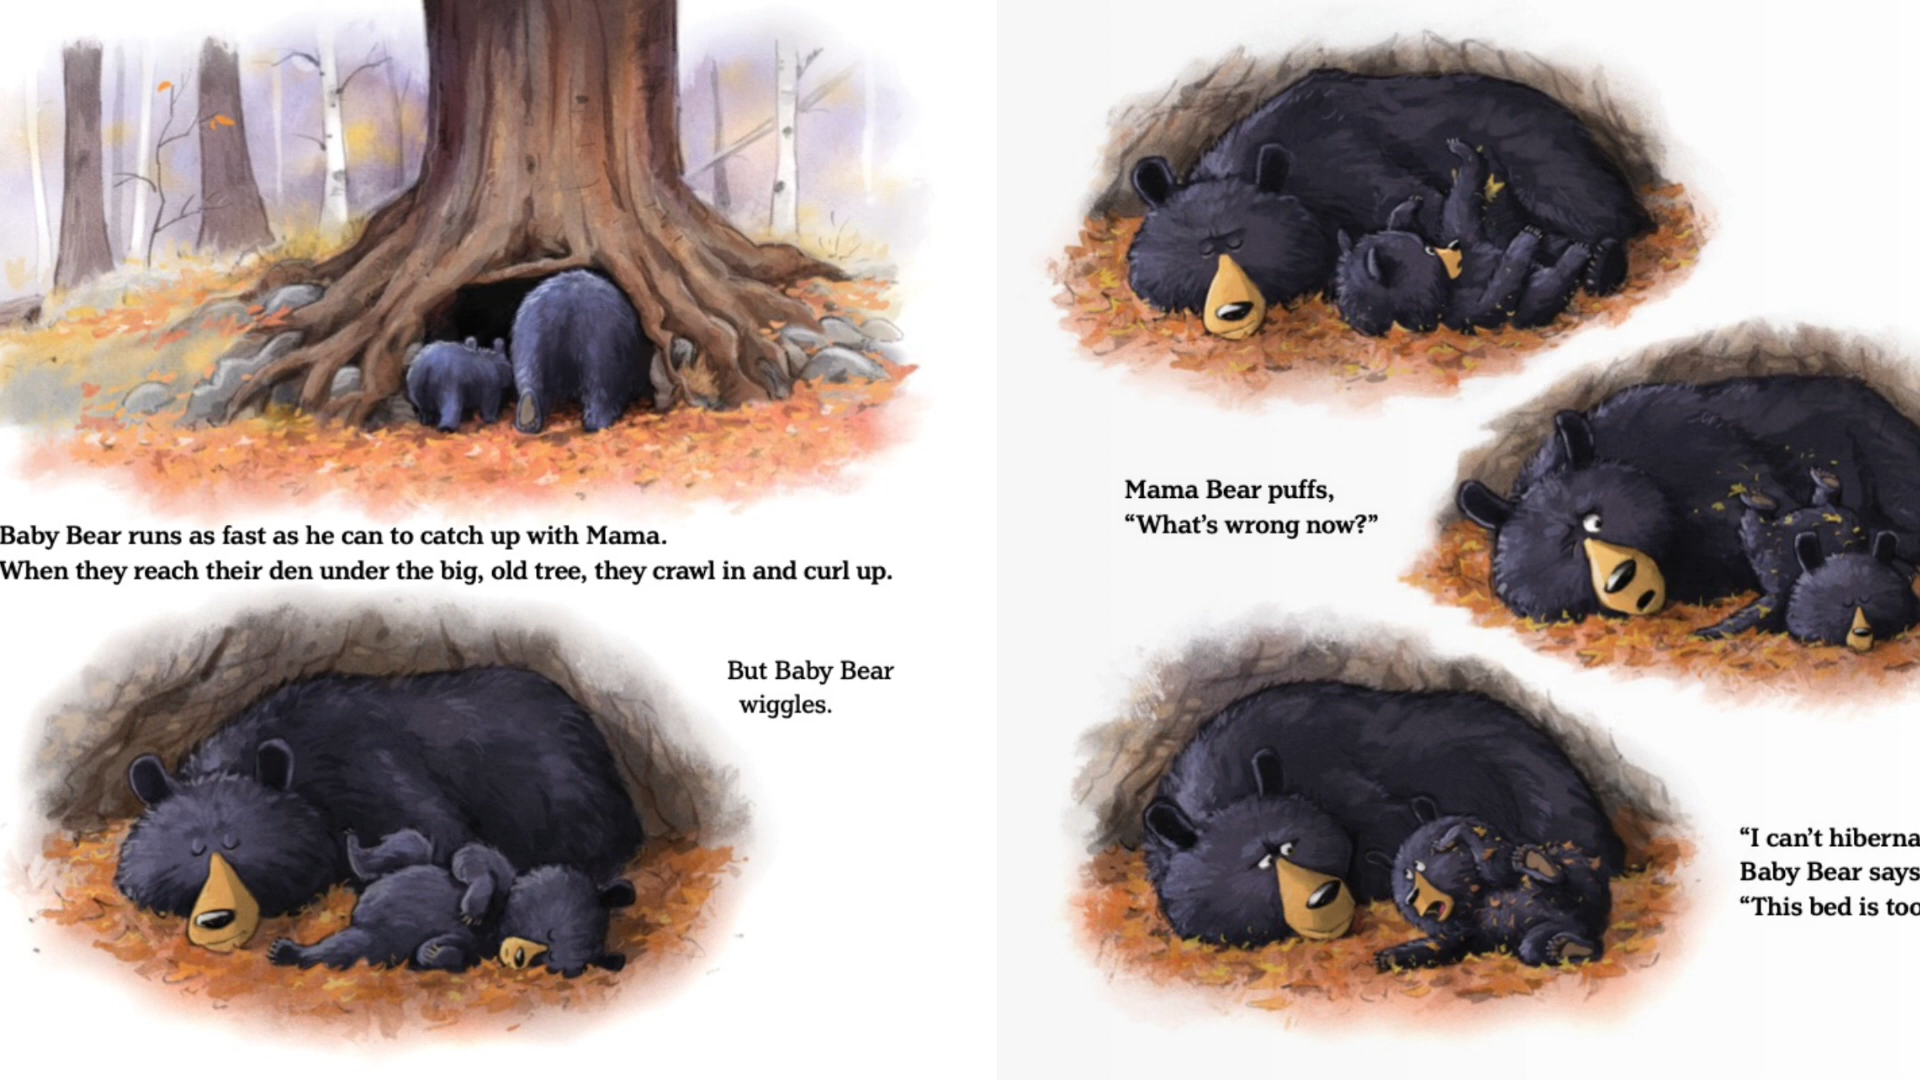 Baby Bear runs as fast as he can to catch up with Mama.
When they reach their den under the big, old tree, they crawl in and curl up.
But Baby Bear
wiggles.
Mama Bear puffs,
“What’s wrong now?”
“I can’t
Baby Bear says
“This bed is too